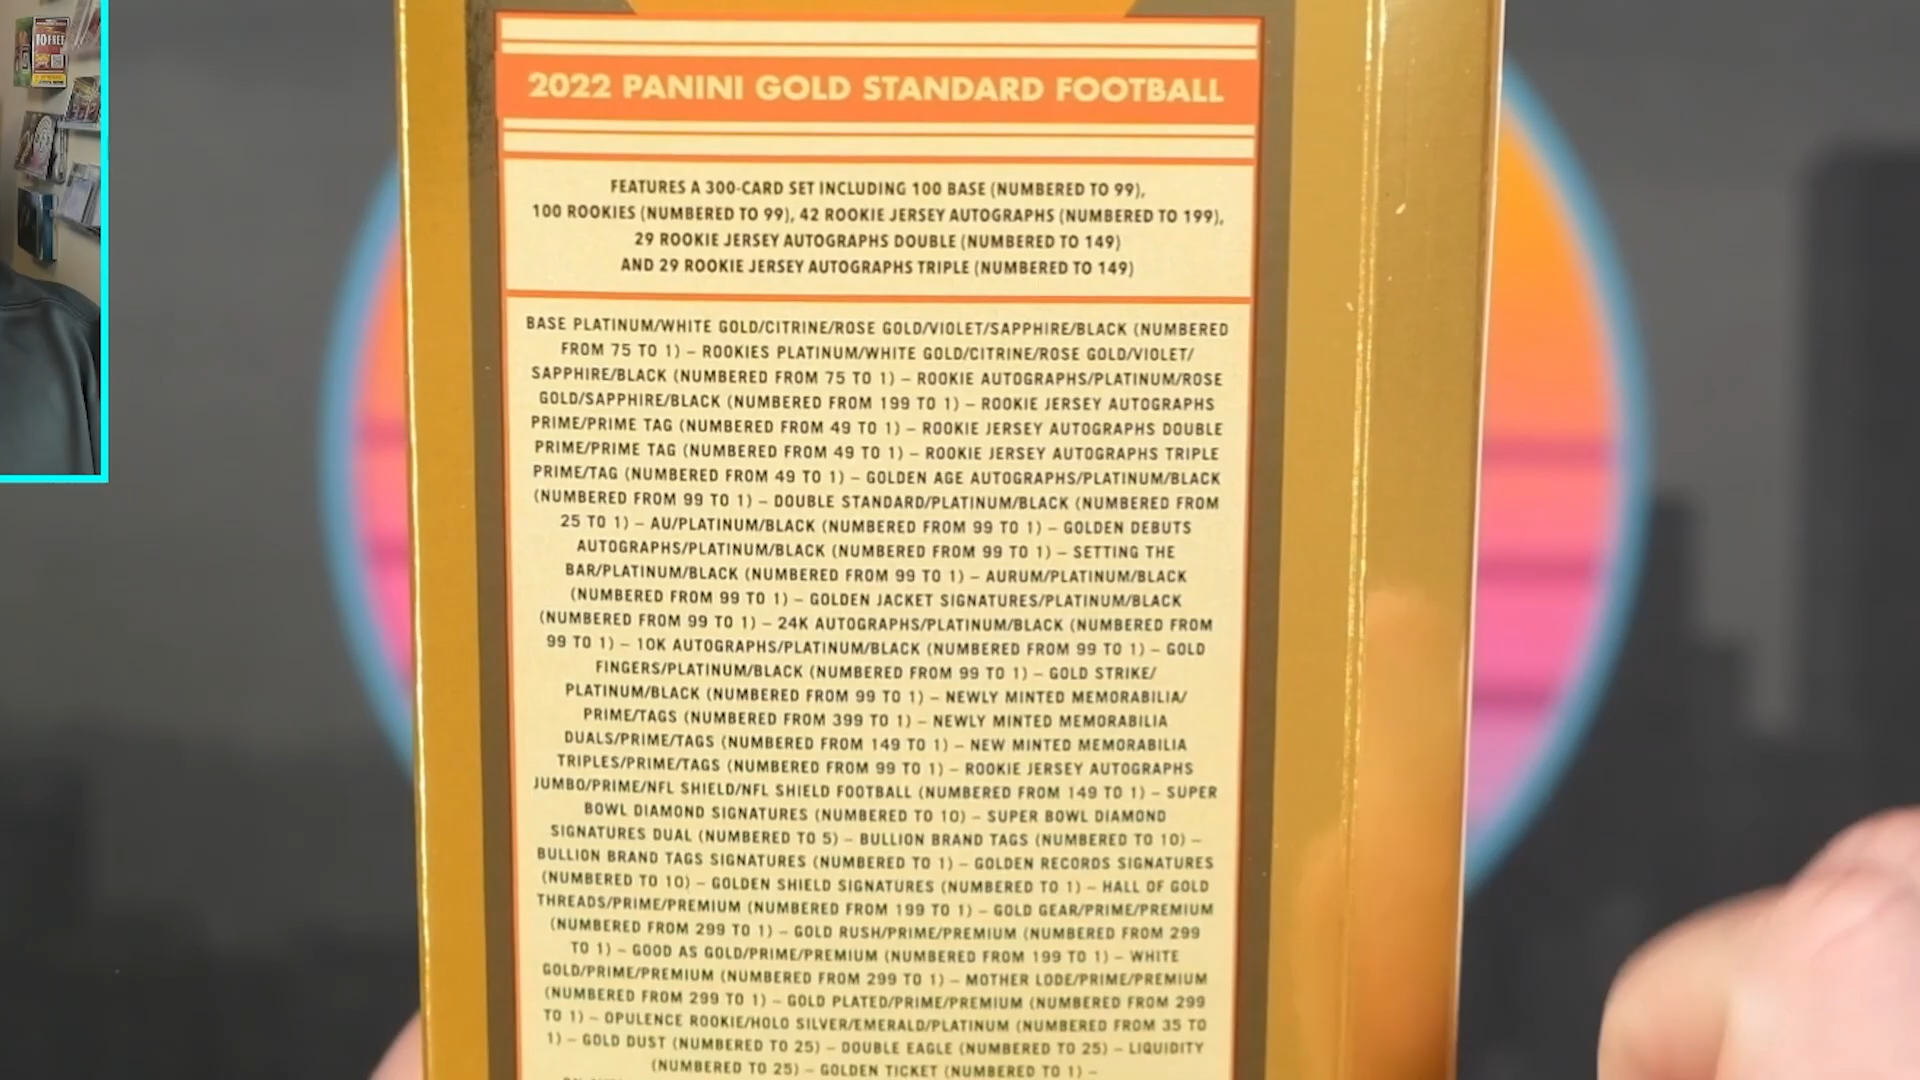 10 FREE
2022 PANINI GOLD STANDARD FOOTBALL
FEATURES A 300-CARD SET INCLUDING 100 BASE (NUMBERED TO 99),
100 ROOKIES (NUMBERED TO 99), 42 ROOKIE JERSEY AUTOGRAPHS (NUMBERED TO 199),
29 ROOKIE JERSEY AUTOGRAPHS DOUBLE (NUMBERED TO 149)
AND 29 ROOKIE JERSEY AUTOGRAPHS TRIPLE (NUMBERED TO 149)
BASE PLATINUM/WHITE GOLD/CITRINE/ROSE GOLD/VIOLET/SAPPHIRE/BLACK (NUMBERED
FROM 75 TO 1) – ROOKIES PLATINUM/WHITE GOLD/CITRINE/ROSE GOLD/VIOLET/
SAPPHIRE/BLACK (NUMBERED FROM 75 TO 1) – ROOKIE AUTOGRAPHS/PLATINUM/ROSE
GOLD/SAPPHIRE/BLACK (NUMBERED FROM 199 TO 1) – ROOKIE JERSEY AUTOGRAPHS
PRIME/PRIME TAG (NUMBERED FROM 49 TO 1) – ROOKIE JERSEY AUTOGRAPHS DOUBLE
PRIME/PRIME TAG (NUMBERED FROM 49 TO 1) – ROOKIE JERSEY AUTOGRAPHS TRIPLE
PRIME/TAG (NUMBERED FROM 49 TO 1) – GOLDEN AGE AUTOGRAPHS/PLATINUM/BLACK
(NUMBERED FROM 99 TO 1) – DOUBLE STANDARD/PLATINUM/BLACK (NUMBERED FROM
25 TO 1) – AU/PLATINUM/BLACK (NUMBERED FROM 99 TO 1) – GOLDEN DEBUTS
AUTOGRAPHS/PLATINUM/BLACK (NUMBERED FROM 99 TO 1) – SETTING THE
BAR/PLATINUM/BLACK (NUMBERED FROM 99 TO 1) – AURUM/PLATINUM/BLACK
(NUMBERED FROM 99 TO 1) – GOLDEN JACKET SIGNATURES/PLATINUM/BLACK
(NUMBERED FROM 99 TO 1) – 24K AUTOGRAPHS/PLATINUM/BLACK (NUMBERED FROM
99 TO 1) – 10K AUTOGRAPHS/PLATINUM/BLACK (NUMBERED FROM 99 TO 1) – GOLD
FINGERS/PLATINUM/BLACK (NUMBERED FROM 99 TO 1) – GOLD STRIKE/
PLATINUM/BLACK (NUMBERED FROM 99 TO 1) – NEWLY MINTED MEMORABILIA/
PRIME/TAGS (NUMBERED FROM 399 TO 1) – NEWLY MINTED MEMORABILIA
DUALS/PRIME/TAGS (NUMBERED FROM 149 TO 1) – NEW MINTED MEMORABILIA
TRIPLES/PRIME/TAGS (NUMBERED FROM 99 TO 1) – ROOKIE JERSEY AUTOGRAPHS
JUMBO/PRIME/NFL SHIELD/NFL SHIELD FOOTBALL (NUMBERED FROM 149 TO 1) – SUPER
BOWL DIAMOND SIGNATURES (NUMBERED TO 10) – SUPER BOWL DIAMOND
SIGNATURES DUAL (NUMBERED TO 5) – BULLION BRAND TAGS (NUMBERED TO 10) –
BULLION BRAND TAGS SIGNATURES (NUMBERED TO 1) – GOLDEN RECORDS SIGNATURES
(NUMBERED TO 10) – GOLDEN SHIELD SIGNATURES (NUMBERED TO 1) – HALL OF GOLD
THREADS/PRIME/PREMIUM (NUMBERED FROM 199 TO 1) – GOLD GEAR/PRIME/PREMIUM
(NUMBERED FROM 299 TO 1) – GOLD RUSH/PRIME/PREMIUM (NUMBERED FROM 299
TO 1) – GOOD AS GOLD/PRIME/PREMIUM (NUMBERED FROM 199 TO 1) – WHITE
GOLD/PRIME/PREMIUM (NUMBERED FROM 299 TO 1) – MOTHER LODE/PRIME/PREMIUM
(NUMBERED FROM 299 TO 1) – GOLD PLATED/PRIME/PREMIUM (NUMBERED FROM 299
TO 1) – OPULENCE ROOKIE/HOLO SILVER/EMERALD/PLATINUM (NUMBERED FROM 35 TO
1) – GOLD DUST (NUMBERED TO 25) – DOUBLE EAGLE (NUMBERED TO 25) – LIQUIDITY
(NUMBERED TO 25) – GOLDEN TICKET (NUMBERED TO 1) –